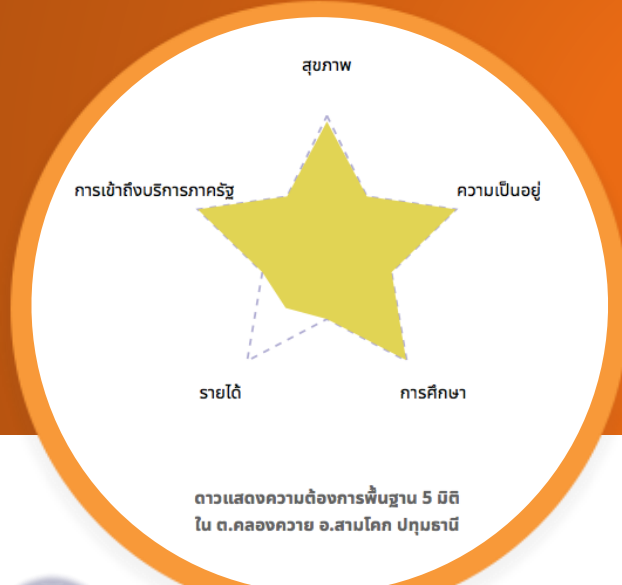 สุขภาพ
การเข้าถึงบริการภาครัฐ
ความเป็นอยู่
รายได้
การศึกษา
ดาวแสดงความต้องการพื้นฐาน 5 มิติ
ใน ต.คลองควาย อ.สามโคก ปทุมธานี